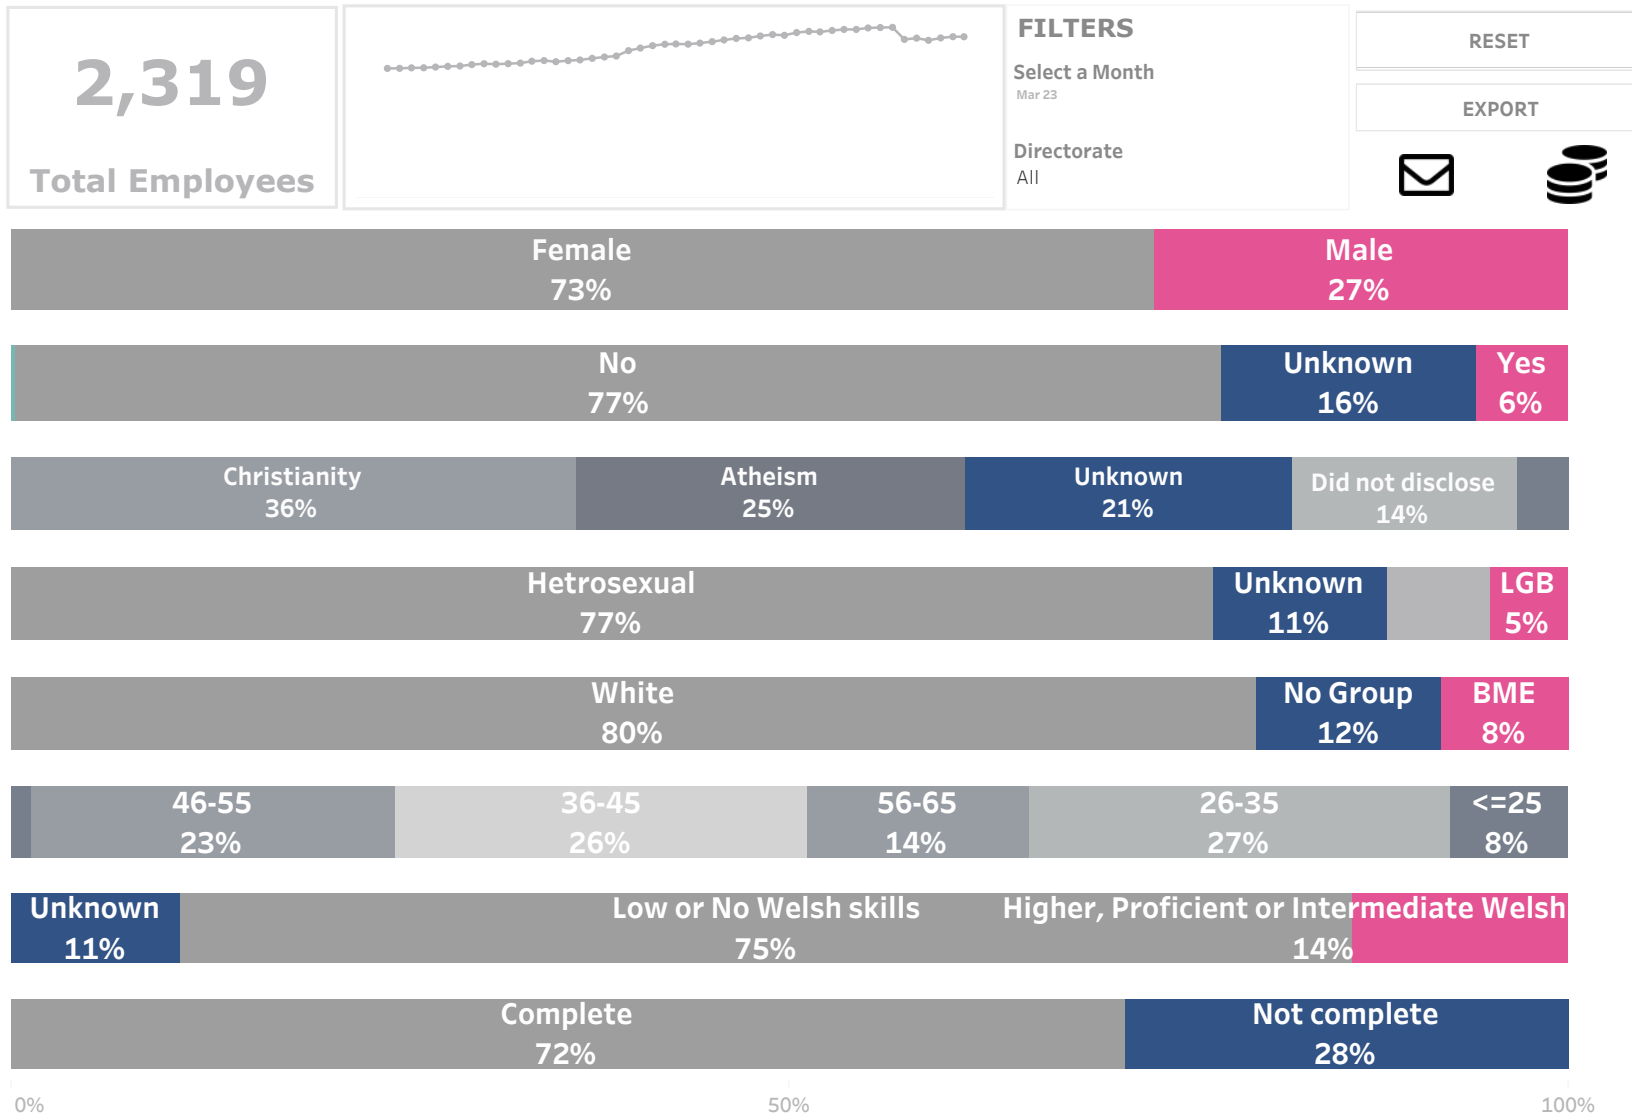 2,319
Total Employees
FILTERS
Select a Month
Mar 23
Directorate
All
RESET
EXPORT
Female
73%
Male
27%
No
77%
Unknown
16%
Yes
6%
Christianity
36%
Atheism
25%
Unknown
21%
Did not disclose
14%
Hetrosexual
77%
Unknown
11%
LGB
5%
White
80%
No Group
12%
BME
8%
46-55
23%
36-45
26%
56-65
14%
26-35
27%
<=25
8%
Unknown
11%
Low or No Welsh skills
75%
Higher, Proficient or Intermediate Welsh
14%
Complete
72%
Not complete
28%
0% 50% 100%